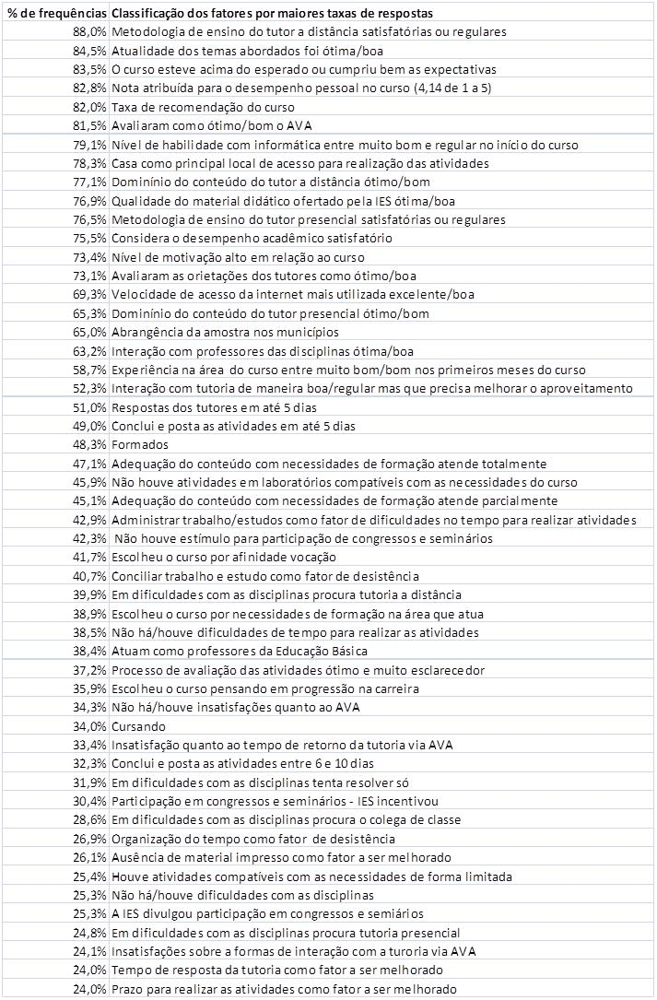 % de frequências Classificação dos fatores por maiores taxas de respostas
88,0% Metodologia de ensino do tutor a distância satisfatórias ou regulares
84,5% Atualidade dos temas abordados foi ótima/boa
83,5% O curso esteve acima do esperado ou cumpriu bem as expectativas
82,8% Nota atribuída para o desempenho pessoal no curso (4,14 de 1 a 5)
82,0% Taxa de recomendação do curso
81,5% Avaliaram como ótimo/bom o AVA
79,1% Nível de habilidade com informática entre muito bom e regular no início do curso
78,3% Casa como principal local de acesso para realização das atividades
77,1% Domínínio do conteúdo do tutor a distância ótimo/bom
76,9% Qualidade do material didático ofertado pela IES ótima/boa
76,5% Metodologia de ensino do tutor presencial satisfatórias ou regulares
75,5% Considera o desempenho acadêmico satisfatório
73,4% Nível de motivação alto em relação ao curso
73,1% Avaliaram as orietações dos tutores como ótimo/boa
69,3% Velocidade de acesso da internet mais utilizada excelente/boa
65,3% Domínínio do conteúdo do tutor presencial ótimo/bom
65,0% Abrangência da amostra nos municípios
63,2% Interação com professores das disciplinas ótima/boa
58,7% Experiência na área do curso entre muito bom/bom nos primeiros meses do curso
52,3% Interação com tutoria de maneira boa/regular mas que precisa melhorar o aproveitamento
51,0% Respostas dos tutores em até 5 dias
49,0% Conclui e posta as atividades em até 5 dias
48,3% Formados
47,1% Adequação do conteúdo com necessidades de formação atende totalmente
45,9% Não houve atividades em laboratórios compatíveis com as necessidades do curso
45,1% Adequação do conteúdo com necessidades de formação atende parcialmente
42,9% Administrar trabalho/estudos como fator de dificuldades no tempo para realizar atividades
42,3% Não houve estímulo para participação de congressos e seminários
41,7% Escolheu o curso por afinidade vocação
40,7% Conciliar trabalho e estudo como fator de desistência
39,9% Em dificuldades com as disciplinas procura tutoria a distância
38,9% Escolheu o curso por necessidades de formação na área que atua
38,5% Não há/houve dificuldades de tempo para realizar as atividades
38,4% Atuam como professores da Educação Básica
37,2% Processo de avaliação das atividades ótimo e muito esclarecedor
35,9% Escolheu o curso pensando em progressão na carreira
34,3% Não há/houve insatisfações quanto ao AVA
34,0% Cursando
33,4% Insatisfação quanto ao tempo de retorno da tutoria via AVA
32,3% Conclui e posta as atividades entre 6 e 10 dias
31,9% Em dificuldades com as disciplinas tenta resolver só
30,4% Participação em congressos e seminários - IES incentivou
28,6% Em dificuldades com as disciplinas procura o colega de classe
26,9% Organização do tempo como fator de desistência
26,1% Ausência de material impresso como fator a ser melhorado
25,4% Houve atividades compatíveis com as necessidades de forma limitada
25,3% Não há/houve dificuldades com as disciplinas
25,3% A IES divulgou participação em congressos e semiários
24,8% Em dificuldades com as disciplinas procura tutoria presencial
24,1% Insatisfações sobre a formas de interação com a turoria via AVA
24,0% Tempo de resposta da tutoria como fator a ser melhorado
24,0% Prazo para realizar as atividades como fator a ser melhorado